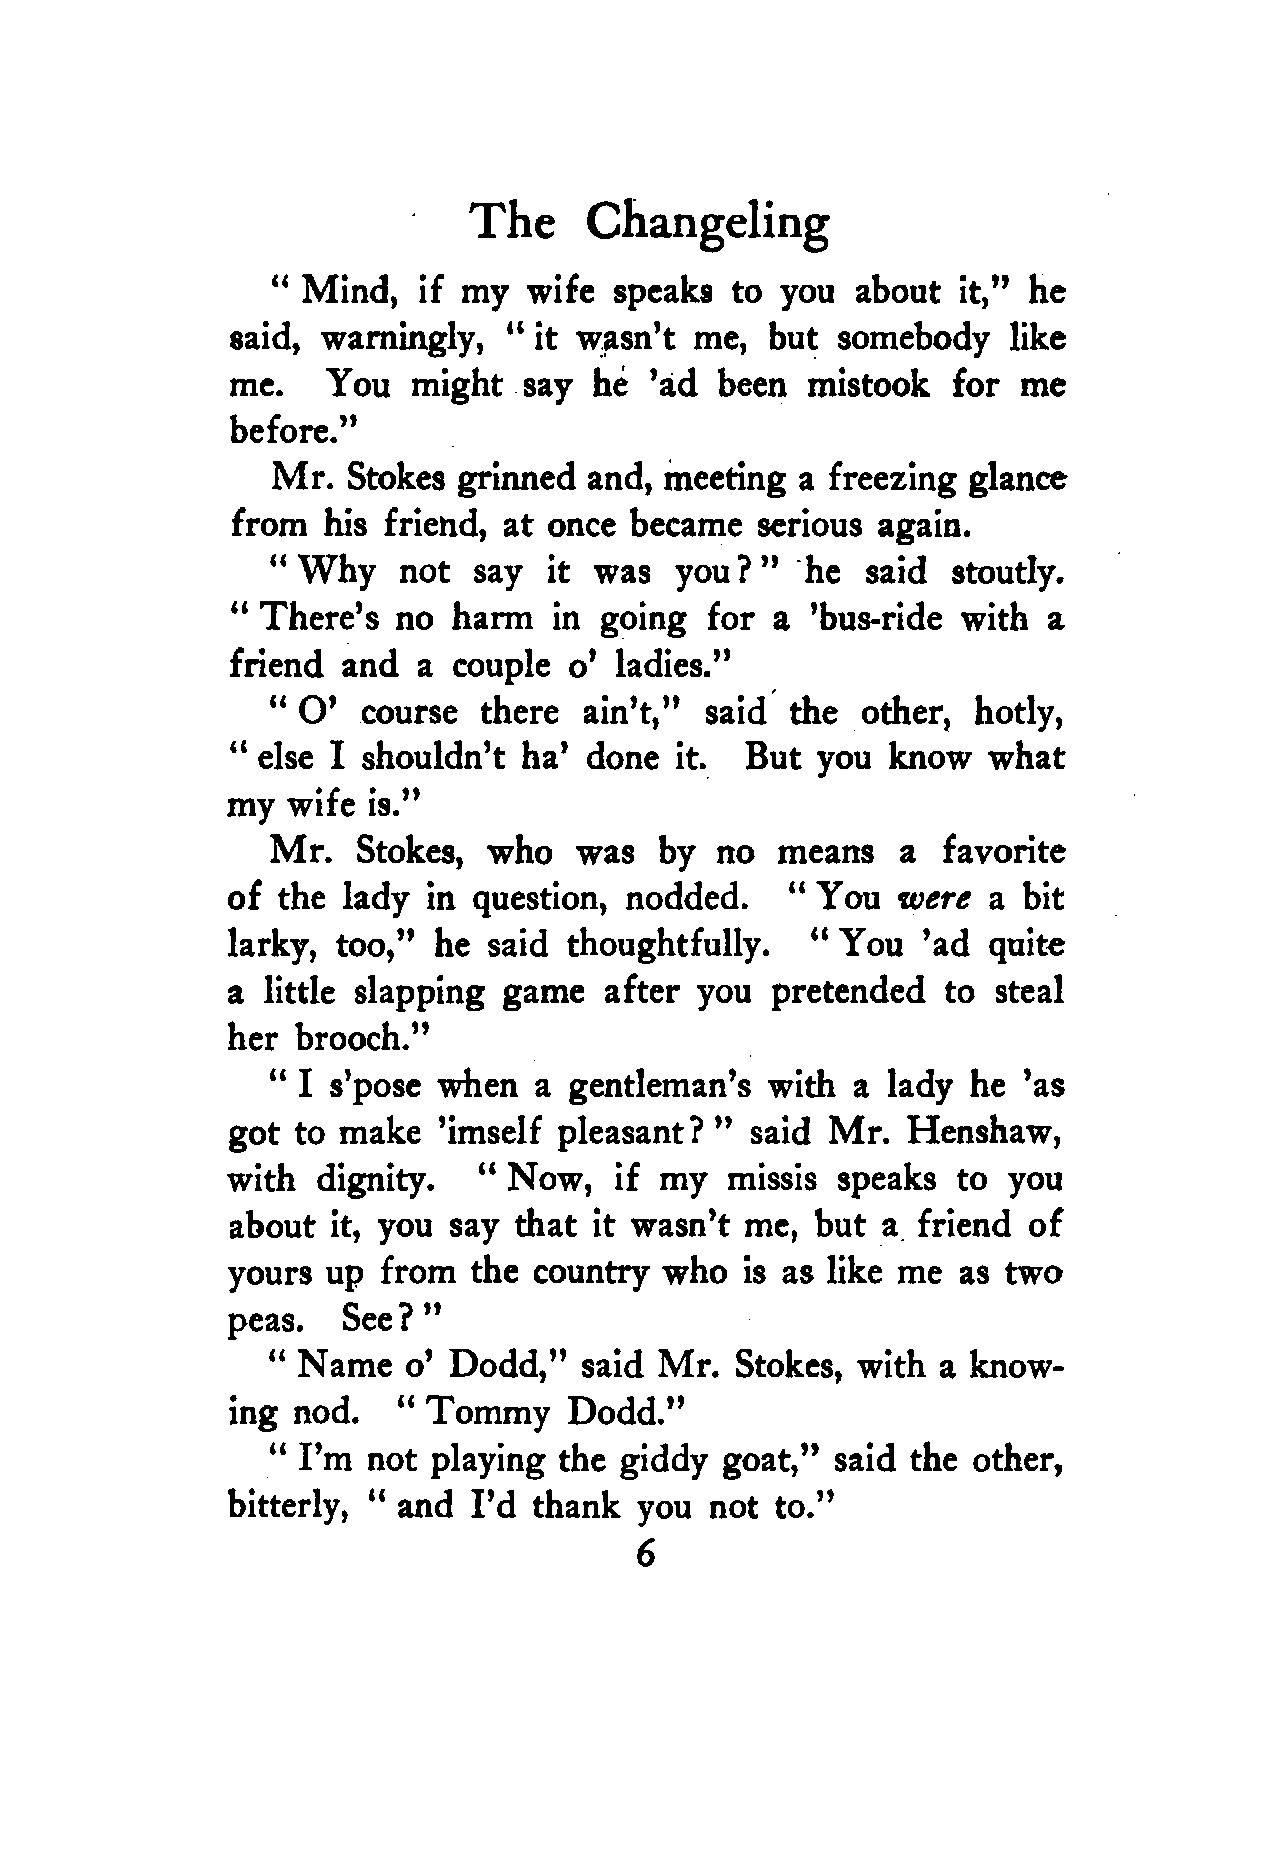 The Changeling
“ Mind, if my wife speaks to you about it,” he
said, warningly, “ it wasn’t me, but somebody like
me. You might say he ’ad been mistook for me
before.”
Mr. Stokes grinned and, meeting a freezing glance
from his friend, at once became serious again.
“ Why not say it was you? ” he said stoutly.
“ There’s no harm in going for a ’bus-ride with a
friend and a couple o’ ladies.”
“ O’ course there ain’t,” said the other, hotly,
“ else I shouldn’t ha’ done it. But you know what
my wife is.”
Mr. Stokes, who was by no means a favorite
of the lady in question, nodded. “ You were a bit
larky, too,” he said thoughtfully. “ You ’ad quite
a little slapping game after you pretended to steal
her brooch.”
“ I s’pose when a gentleman’s with a lady he ’as
got to make ’imself pleasant? ” said Mr. Henshaw,
with dignity. “ Now, if my missis speaks to you
about it, you say that it wasn’t me, but a friend of
yours up from the country who is as like me as two
peas. See? ”
“ Name o’ Dodd,” said Mr. Stokes, with a know-
ing nod. “ Tommy Dodd.”
“ I’m not playing the giddy goat,” said the other,
bitterly, “ and I’d thank you not to.”
6